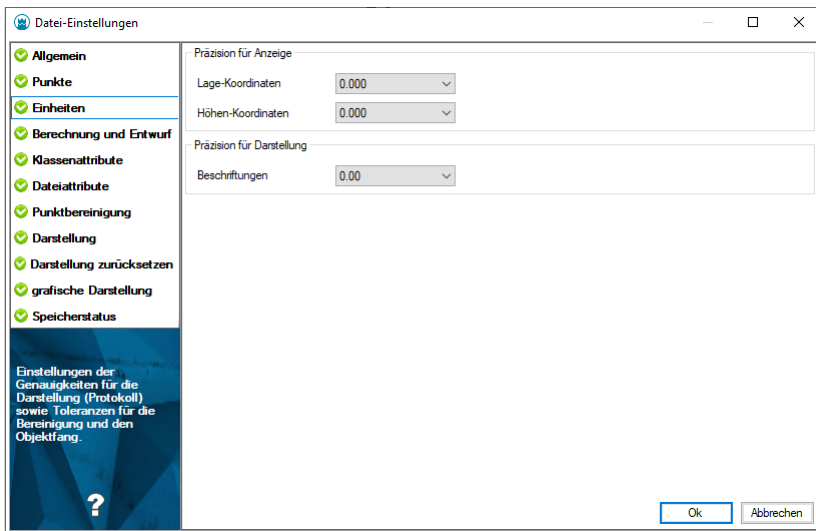 Datei-Einstellungen
Allgemein
Punkte
Einheiten
Berechnung und Entwurf
Klassenattribute
Dateiattribute
Punktbereinigung
Darstellung
Darstellung zurücksetzen
grafische Darstellung
Speicherstatus
Einstellungen der
Genauigkeiten für die
Darstellung (Protokoll)
sowie Toleranzen für die
Bereinigung und den
Objektfang.
?
Präzision für Anzeige
Lage-Koordinaten 0.000
Höhen-Koordinaten 0.000
Präzision für Darstellung
Beschriftungen 0.00
Ok Abbrechen